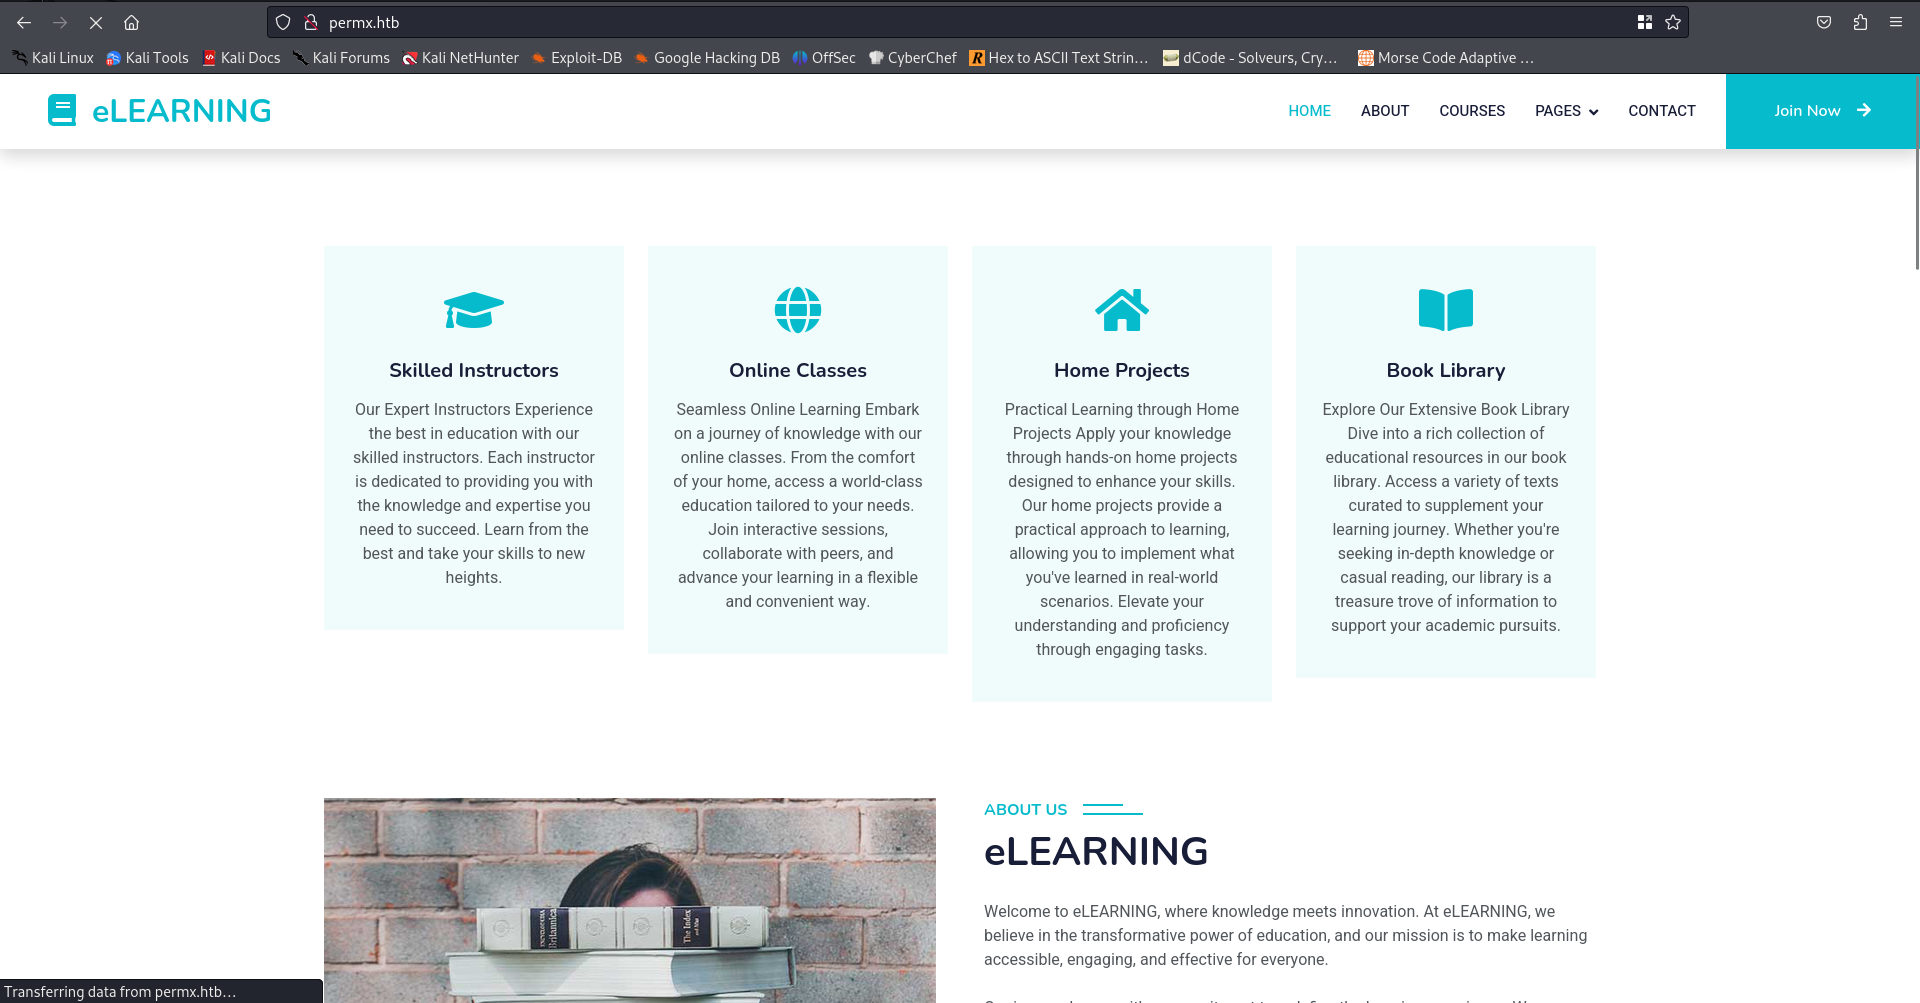 permx.htb
Kali Linux Kali Tools Kali Docs Kali Forums Kali NetHunter Exploit-DB Google Hacking DB OffSec CyberChef Hex to ASCII Text Strin… dCode - Solveurs, Cry… Morse Code Adaptive …
eLEARNING
HOME ABOUT COURSES PAGES CONTACT Join Now
Skilled Instructors
Our Expert Instructors Experience
the best in education with our
skilled instructors. Each instructor
is dedicated to providing you with
the knowledge and expertise you
need to succeed. Learn from the
best and take your skills to new
heights.
Online Classes
Seamless Online Learning Embark
on a journey of knowledge with our
online classes. From the comfort
of your home, access a world-class
education tailored to your needs.
Join interactive sessions,
collaborate with peers, and
advance your learning in a flexible
and convenient way.
Home Projects
Practical Learning through Home
Projects Apply your knowledge
through hands-on home projects
designed to enhance your skills.
Our home projects provide a
practical approach to learning,
allowing you to implement what
you've learned in real-world
scenarios. Elevate your
understanding and proficiency
through engaging tasks.
Book Library
Explore Our Extensive Book Library
Dive into a rich collection of
educational resources in our book
library. Access a variety of texts
curated to supplement your
learning journey. Whether you're
seeking in-depth knowledge or
casual reading, our library is a
treasure trove of information to
support your academic pursuits.
Britannica
The Index
ABOUT US
eLEARNING
Welcome to eLEARNING, where knowledge meets innovation. At eLEARNING, we
believe in the transformative power of education, and our mission is to make learning
accessible, engaging, and effective for everyone.
Transferring data from permx.htb…